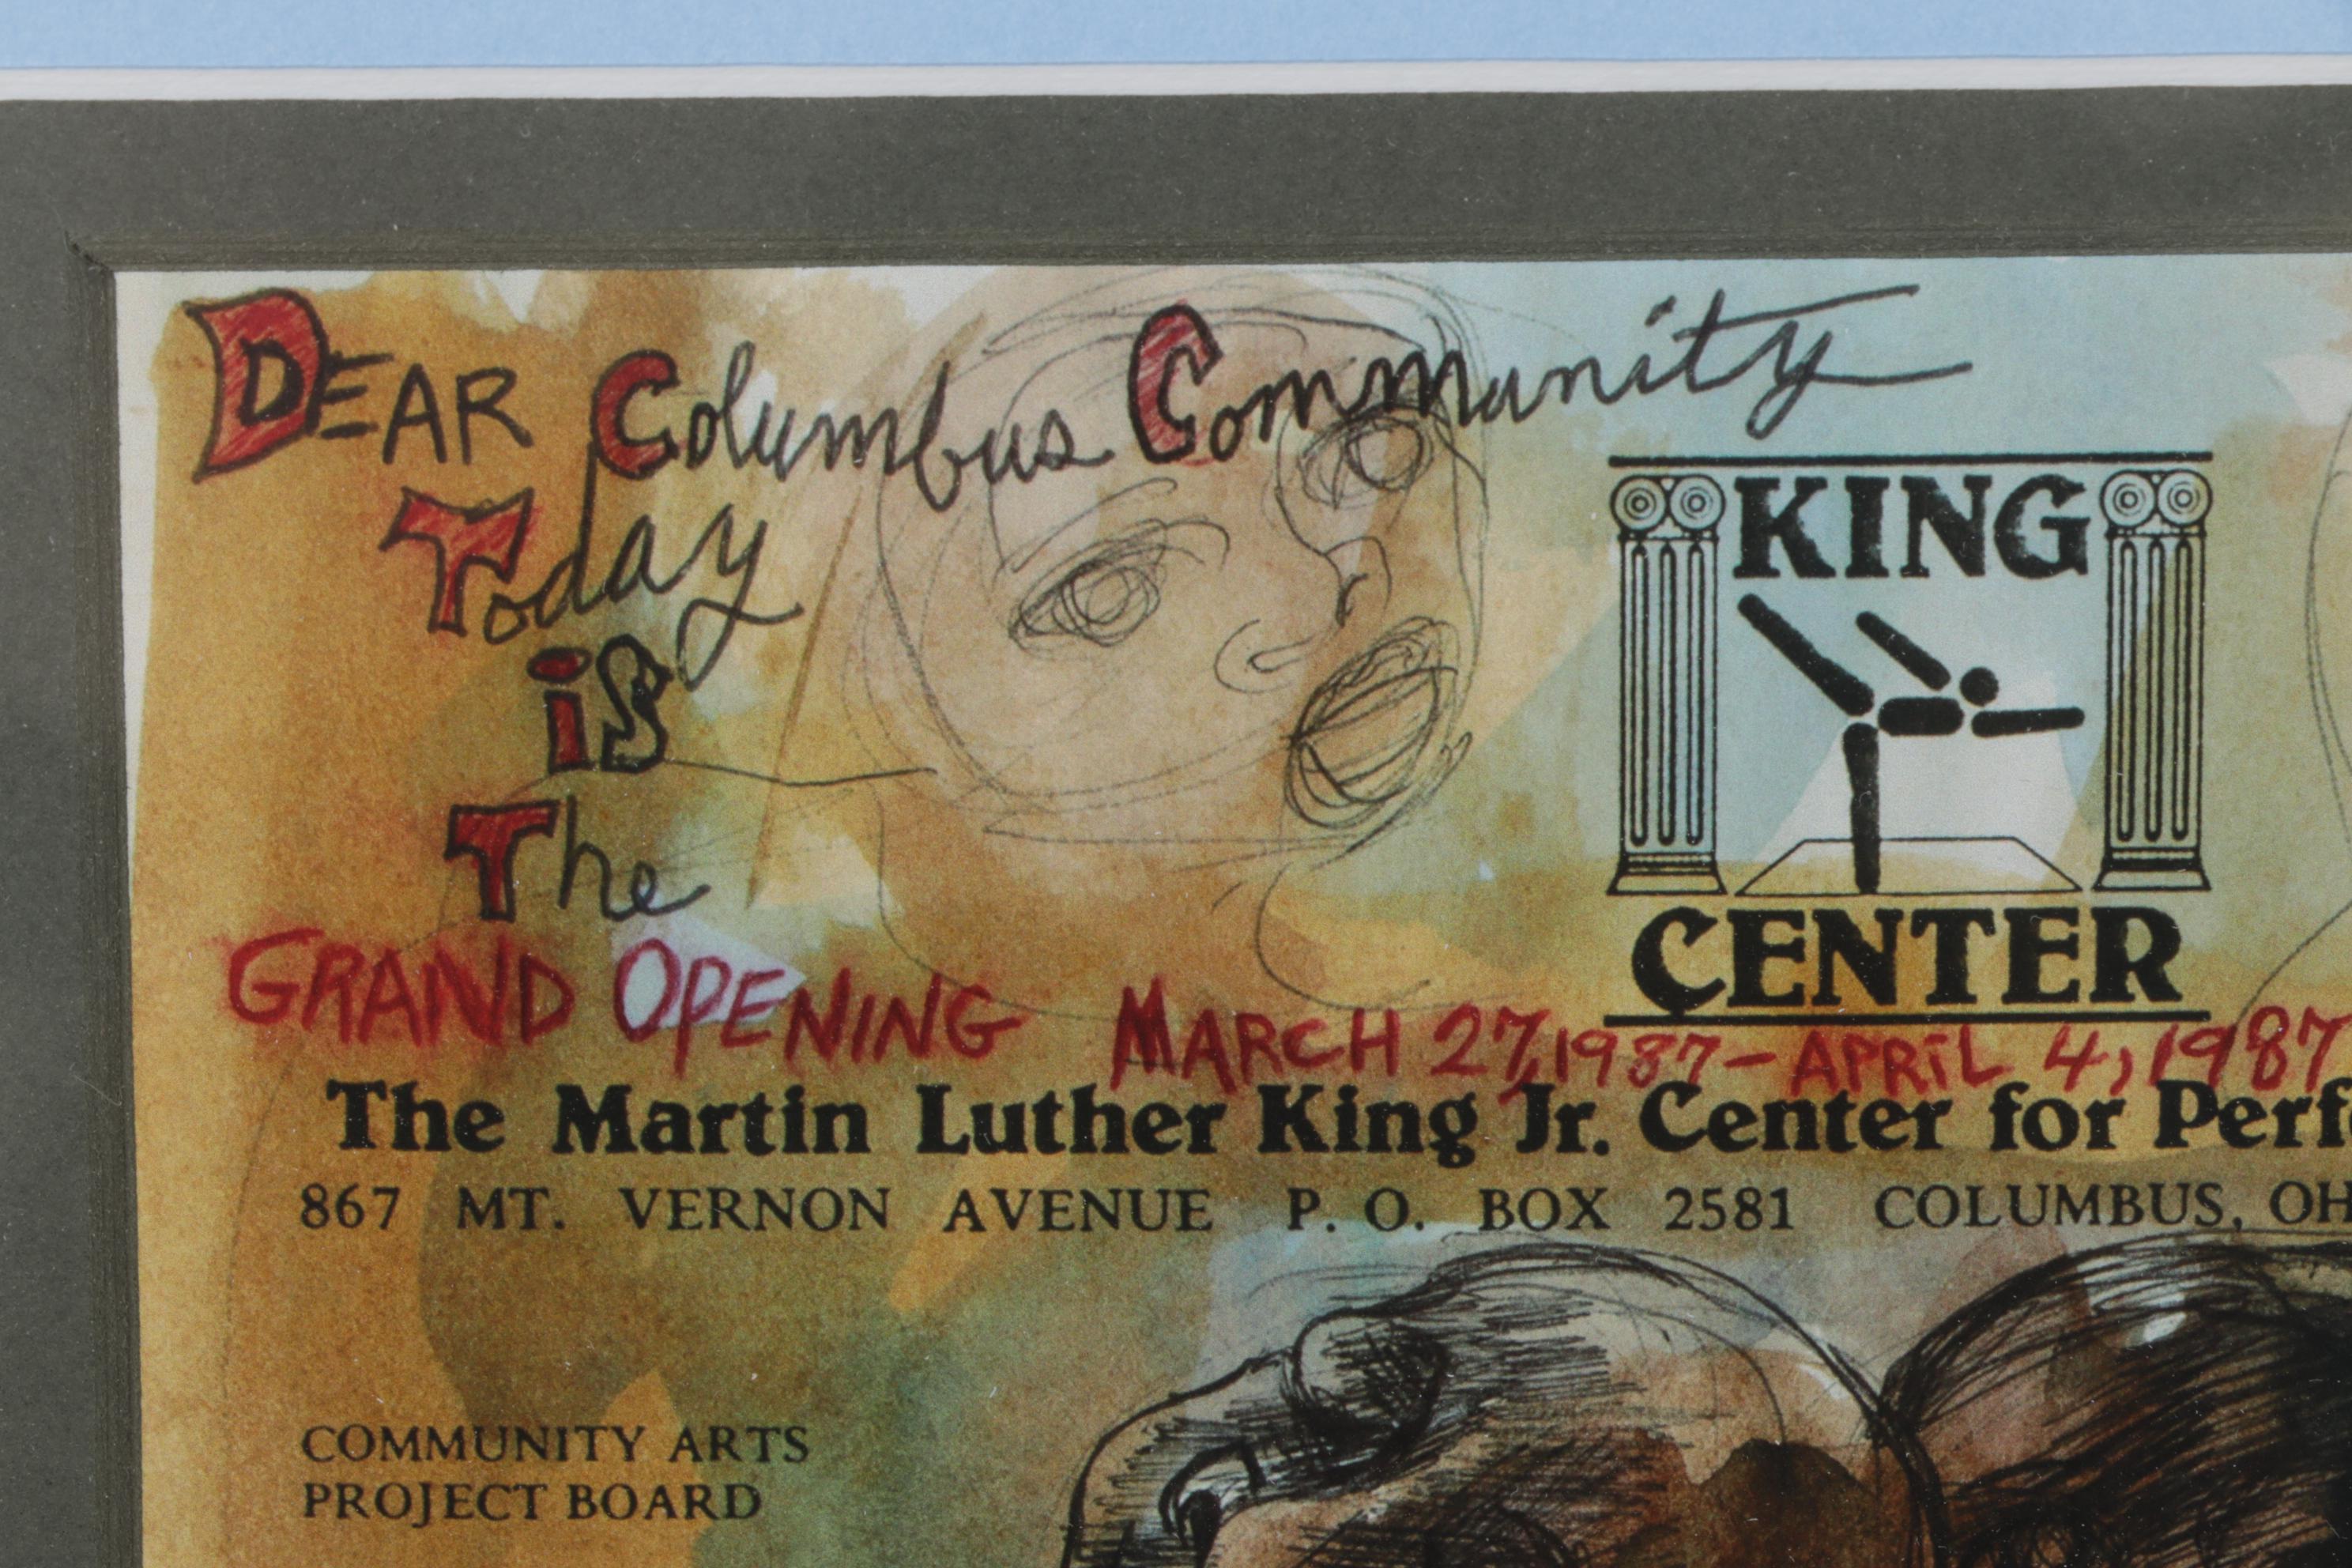 DEAR Columbus Community
Today
is
The
KING
CENTER
GRAND OPENING MARCH 27, 1987 – APRIL 4, 1987
The Martin Luther King Jr. Center for Perf
867 MT. VERNON AVENUE P. O. BOX 2581 COLUMBUS, OH
COMMUNITY ARTS
PROJECT BOARD